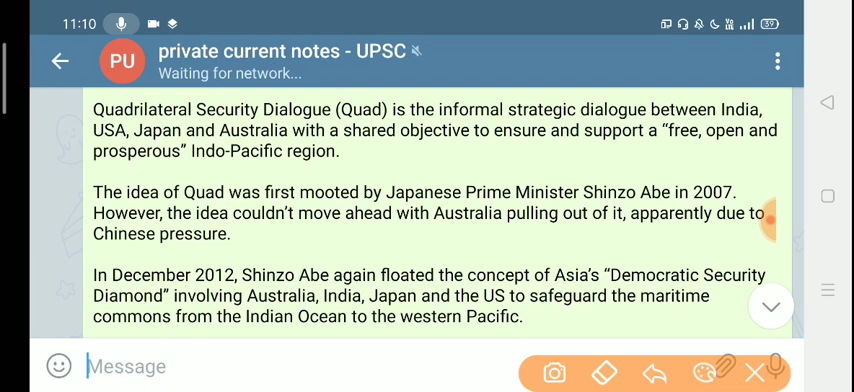 11:10
39
PU
private current notes - UPSC
Waiting for network...
Quadrilateral Security Dialogue (Quad) is the informal strategic dialogue between India,
USA, Japan and Australia with a shared objective to ensure and support a “free, open and
prosperous” Indo-Pacific region.
The idea of Quad was first mooted by Japanese Prime Minister Shinzo Abe in 2007.
However, the idea couldn’t move ahead with Australia pulling out of it, apparently due to
Chinese pressure.
In December 2012, Shinzo Abe again floated the concept of Asia’s “Democratic Security
Diamond” involving Australia, India, Japan and the US to safeguard the maritime
commons from the Indian Ocean to the western Pacific.
Message